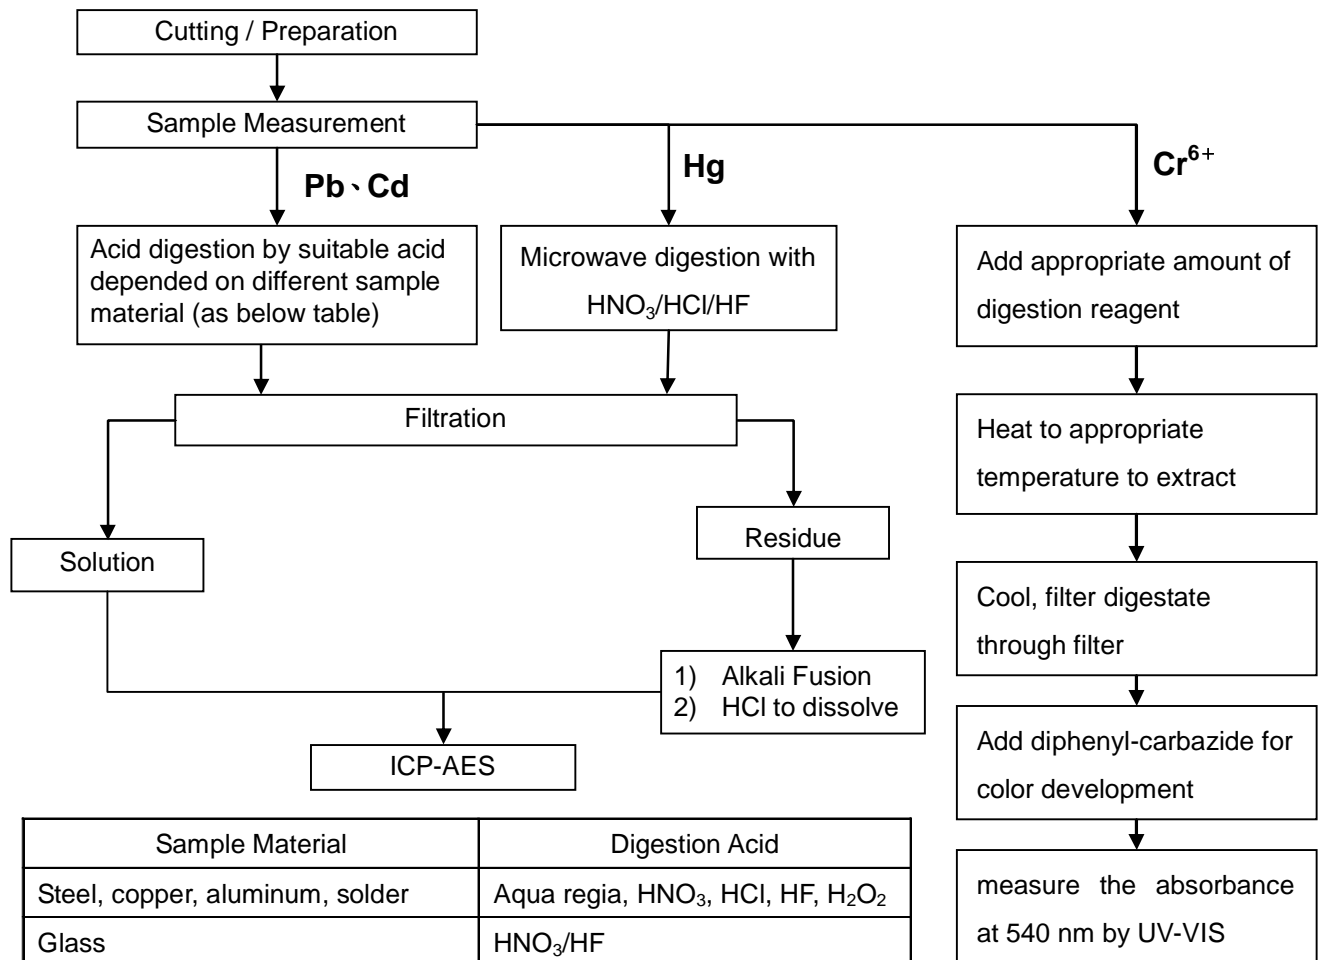 Cutting / Preparation
Sample Measurement
Pb、Cd
Hg
Cr⁶⁺
Acid digestion by suitable acid
depended on different sample
material (as below table)
Microwave digestion with
HNO₃/HCl/HF
Add appropriate amount of
digestion reagent
Filtration
Heat to appropriate
temperature to extract
Solution
Residue
Cool, filter digestate
through filter
1) Alkali Fusion
2) HCl to dissolve
ICP-AES
Add diphenyl-carbazide for
color development
Sample Material Digestion Acid
Steel, copper, aluminum, solder Aqua regia, HNO₃, HCl, HF, H₂O₂
Glass HNO₃/HF
measure the absorbance
at 540 nm by UV-VIS